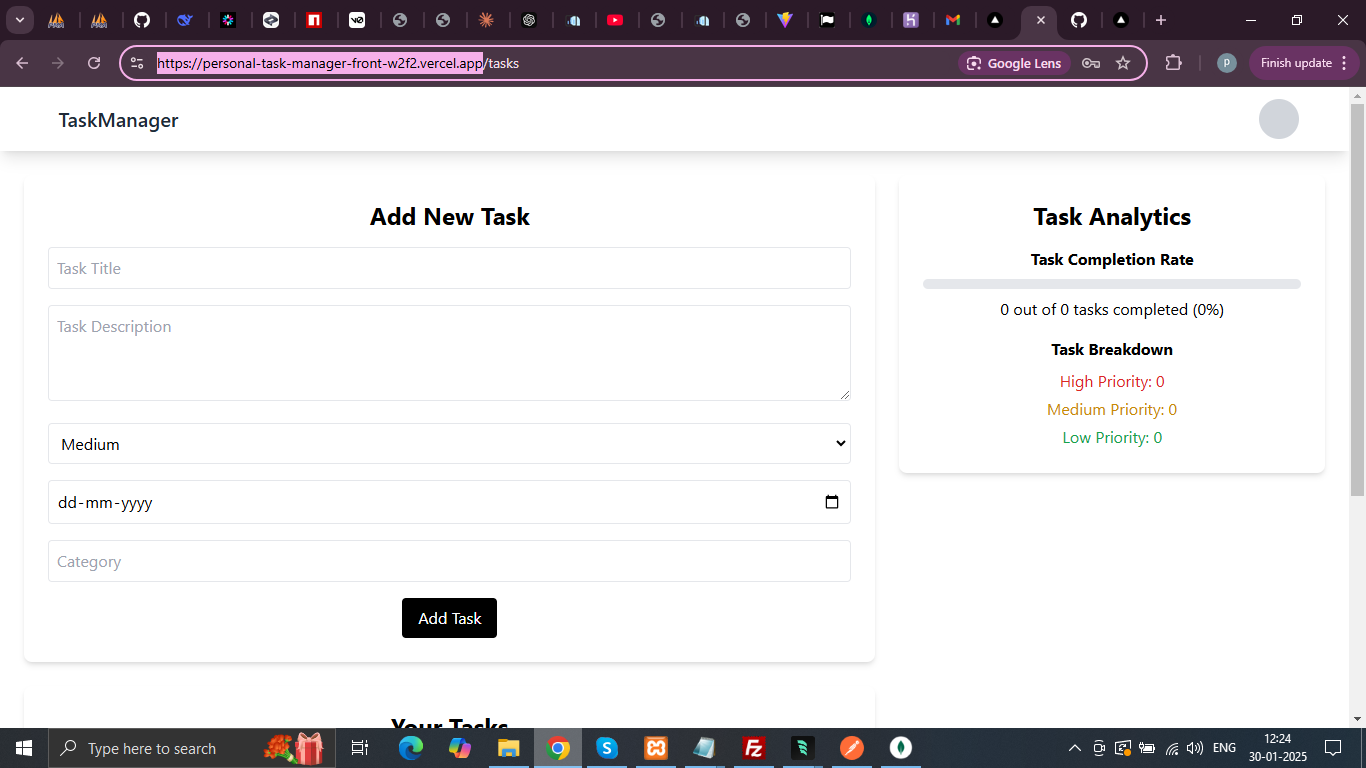 https://personal-task-manager-front-w2f2.vercel.app/tasks
Google Lens
P
Finish update
TaskManager
Add New Task
Task Title
Task Description
Medium
dd-mm-yyyy
Category
Add Task
Task Analytics
Task Completion Rate
0 out of 0 tasks completed (0%)
Task Breakdown
High Priority: 0
Medium Priority: 0
Low Priority: 0
Your Tasks
Type here to search
ENG
12:24
30-01-2025